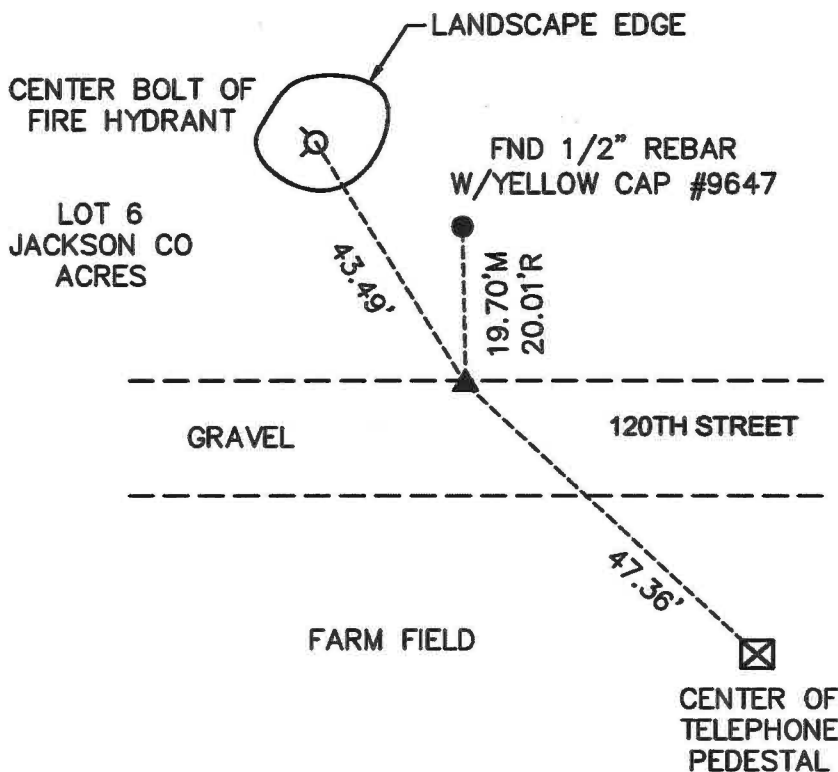 LANDSCAPE EDGE
CENTER BOLT OF
FIRE HYDRANT
FND 1/2" REBAR
W/YELLOW CAP #9647
LOT 6
JACKSON CO
ACRES
43.49'
19.70'M
20.01'R
GRAVEL
120TH STREET
47.36'
FARM FIELD
CENTER OF
TELEPHONE
PEDESTAL